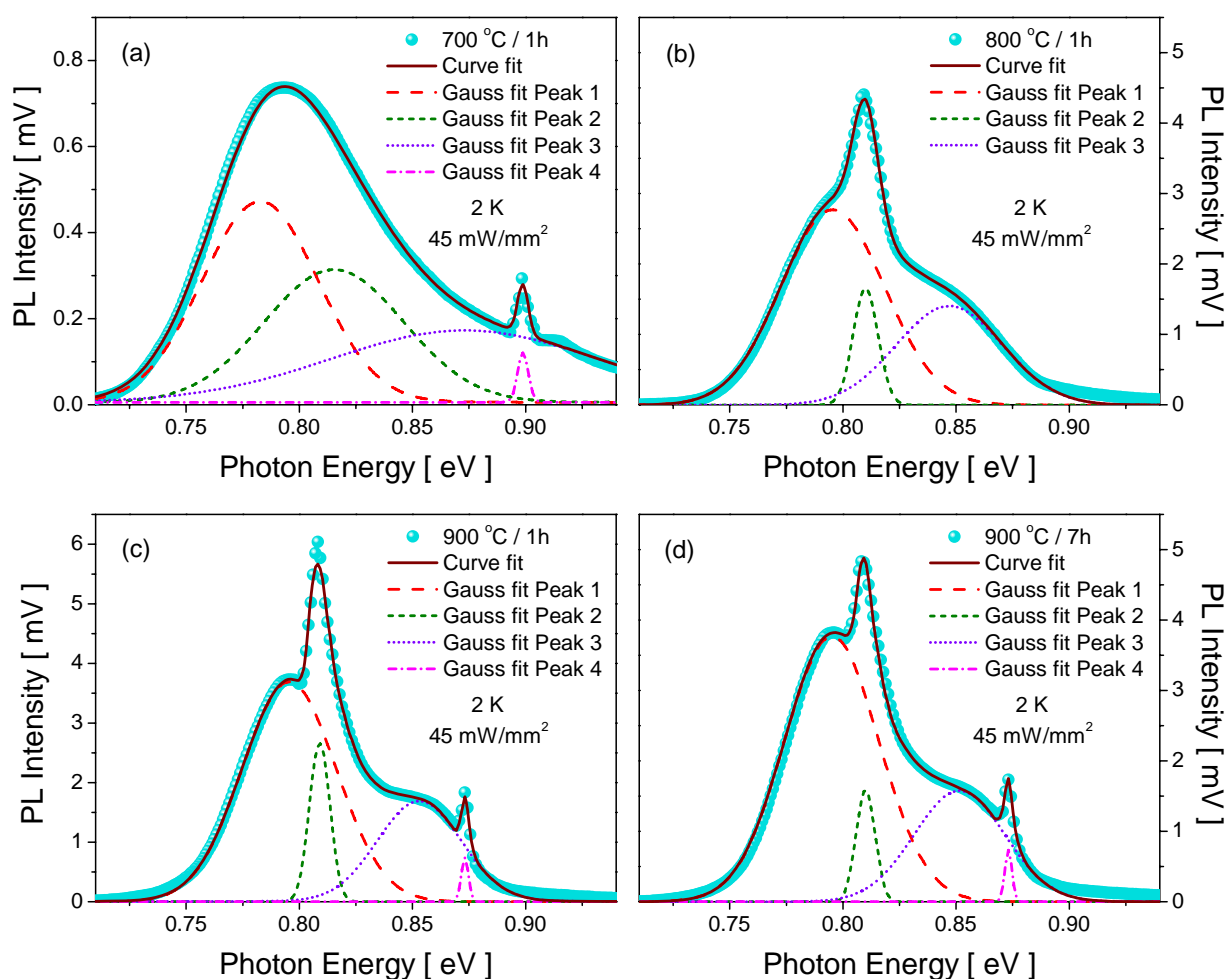 (a)
700 °C / 1h
Curve fit
Gauss fit Peak 1
Gauss fit Peak 2
Gauss fit Peak 3
Gauss fit Peak 4
2 K
45 mW/mm²
0.8
0.6
0.4
0.2
0.0
PL Intensity [ mV ]
0.75 0.80 0.85 0.90
Photon Energy [ eV ]
(b)
800 °C / 1h
Curve fit
Gauss fit Peak 1
Gauss fit Peak 2
Gauss fit Peak 3
2 K
45 mW/mm²
5
4
3
2
1
0
PL Intensity [ mV ]
0.75 0.80 0.85 0.90
Photon Energy [ eV ]
(c)
900 °C / 1h
Curve fit
Gauss fit Peak 1
Gauss fit Peak 2
Gauss fit Peak 3
Gauss fit Peak 4
2 K
45 mW/mm²
6
5
4
3
2
1
0
PL Intensity [ mV ]
0.75 0.80 0.85 0.90
Photon Energy [ eV ]
(d)
900 °C / 7h
Curve fit
Gauss fit Peak 1
Gauss fit Peak 2
Gauss fit Peak 3
Gauss fit Peak 4
2 K
45 mW/mm²
5
4
3
2
1
0
PL Intensity [ mV ]
0.75 0.80 0.85 0.90
Photon Energy [ eV ]